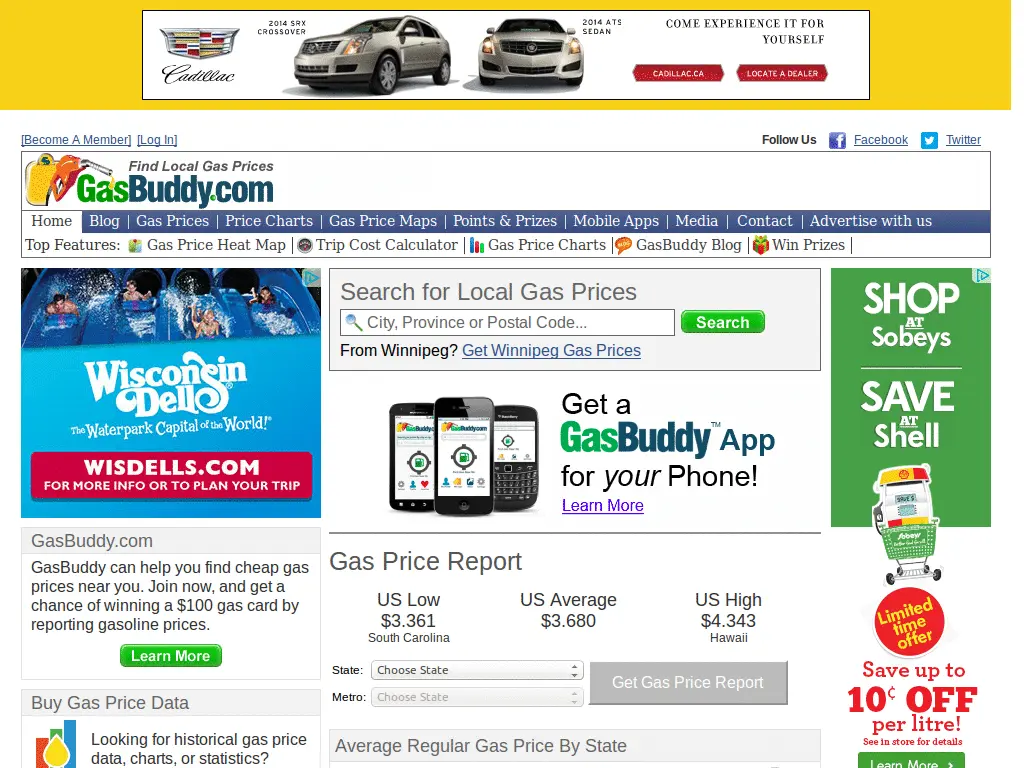 2014 SRX
CROSSOVER
2014 ATS
SEDAN
COME EXPERIENCE IT FOR
YOURSELF
Cadillac
CADILLAC.CA
LOCATE A DEALER
[Become A Member] [Log In]
Follow Us Facebook Twitter
Find Local Gas Prices
GasBuddy.com
Home Blog Gas Prices Price Charts Gas Price Maps Points & Prizes Mobile Apps Media Contact Advertise with us
Top Features: Gas Price Heat Map Trip Cost Calculator Gas Price Charts GasBuddy Blog Win Prizes
Wisconsin
Dells®
The Waterpark Capital of the World!®
WISDELLS.COM
FOR MORE INFO OR TO PLAN YOUR TRIP
GasBuddy.com
GasBuddy can help you find cheap gas
prices near you. Join now, and get a
chance of winning a $100 gas card by
reporting gasoline prices.
Learn More
Buy Gas Price Data
Looking for historical gas price
data, charts, or statistics?
Search for Local Gas Prices
City, Province or Postal Code...
Search
From Winnipeg? Get Winnipeg Gas Prices
Get a
GasBuddy™ App
for your Phone!
Learn More
Gas Price Report
US Low US Average US High
$3.361 $3.680 $4.343
South Carolina Hawaii
State: Choose State
Metro: Choose State
Get Gas Price Report
Average Regular Gas Price By State
SHOP
AT
Sobeys
SAVE
AT
Shell
Sobeys
Limited
time
offer
Save up to
10¢ OFF
per litre!
See in store for details
Learn More >